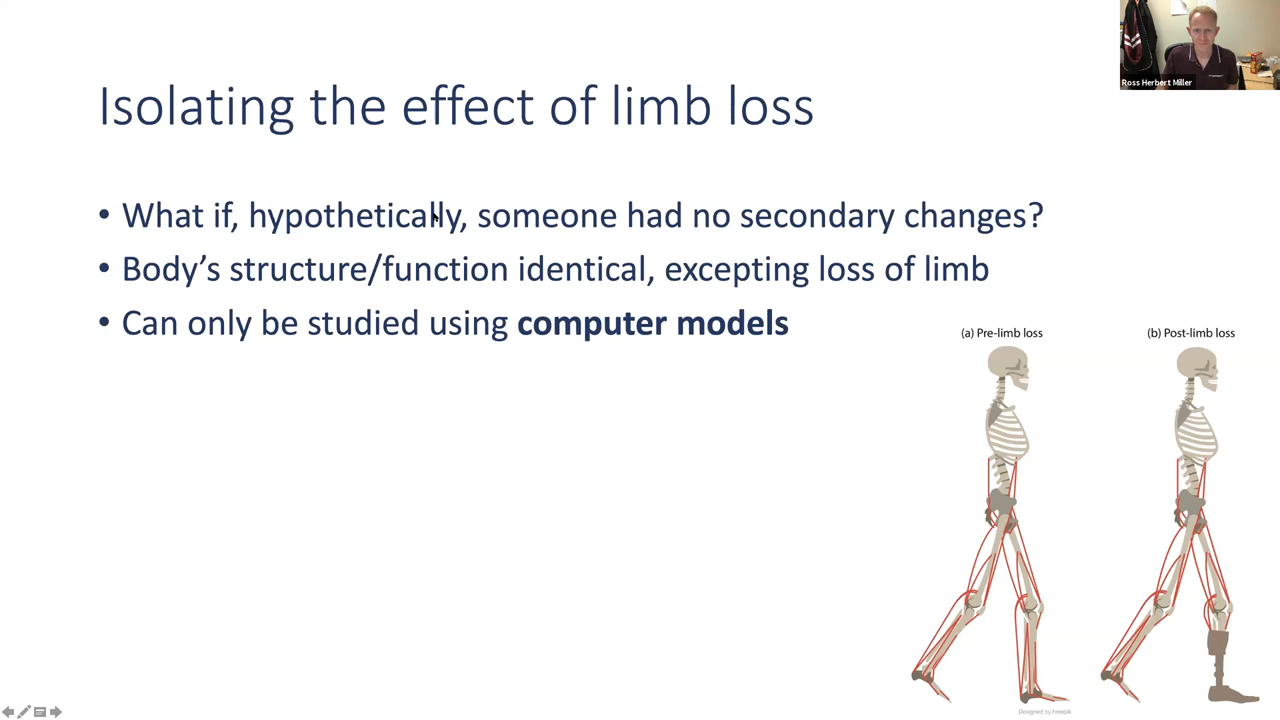 Ross Herbert Miller
Isolating the effect of limb loss
• What if, hypothetically, someone had no secondary changes?
• Body's structure/function identical, excepting loss of limb
• Can only be studied using computer models
(a) Pre-limb loss
(b) Post-limb loss
Designed by Freepik